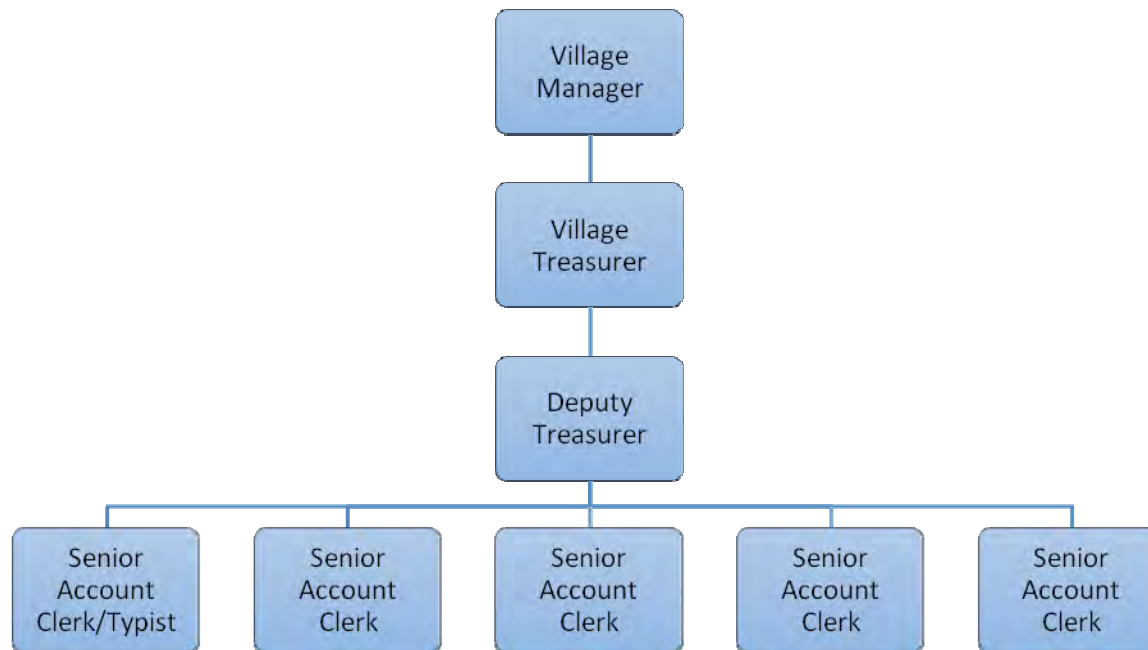 Village
Manager
Village
Treasurer
Deputy
Treasurer
Senior
Account
Clerk/Typist
Senior
Account
Clerk
Senior
Account
Clerk
Senior
Account
Clerk
Senior
Account
Clerk